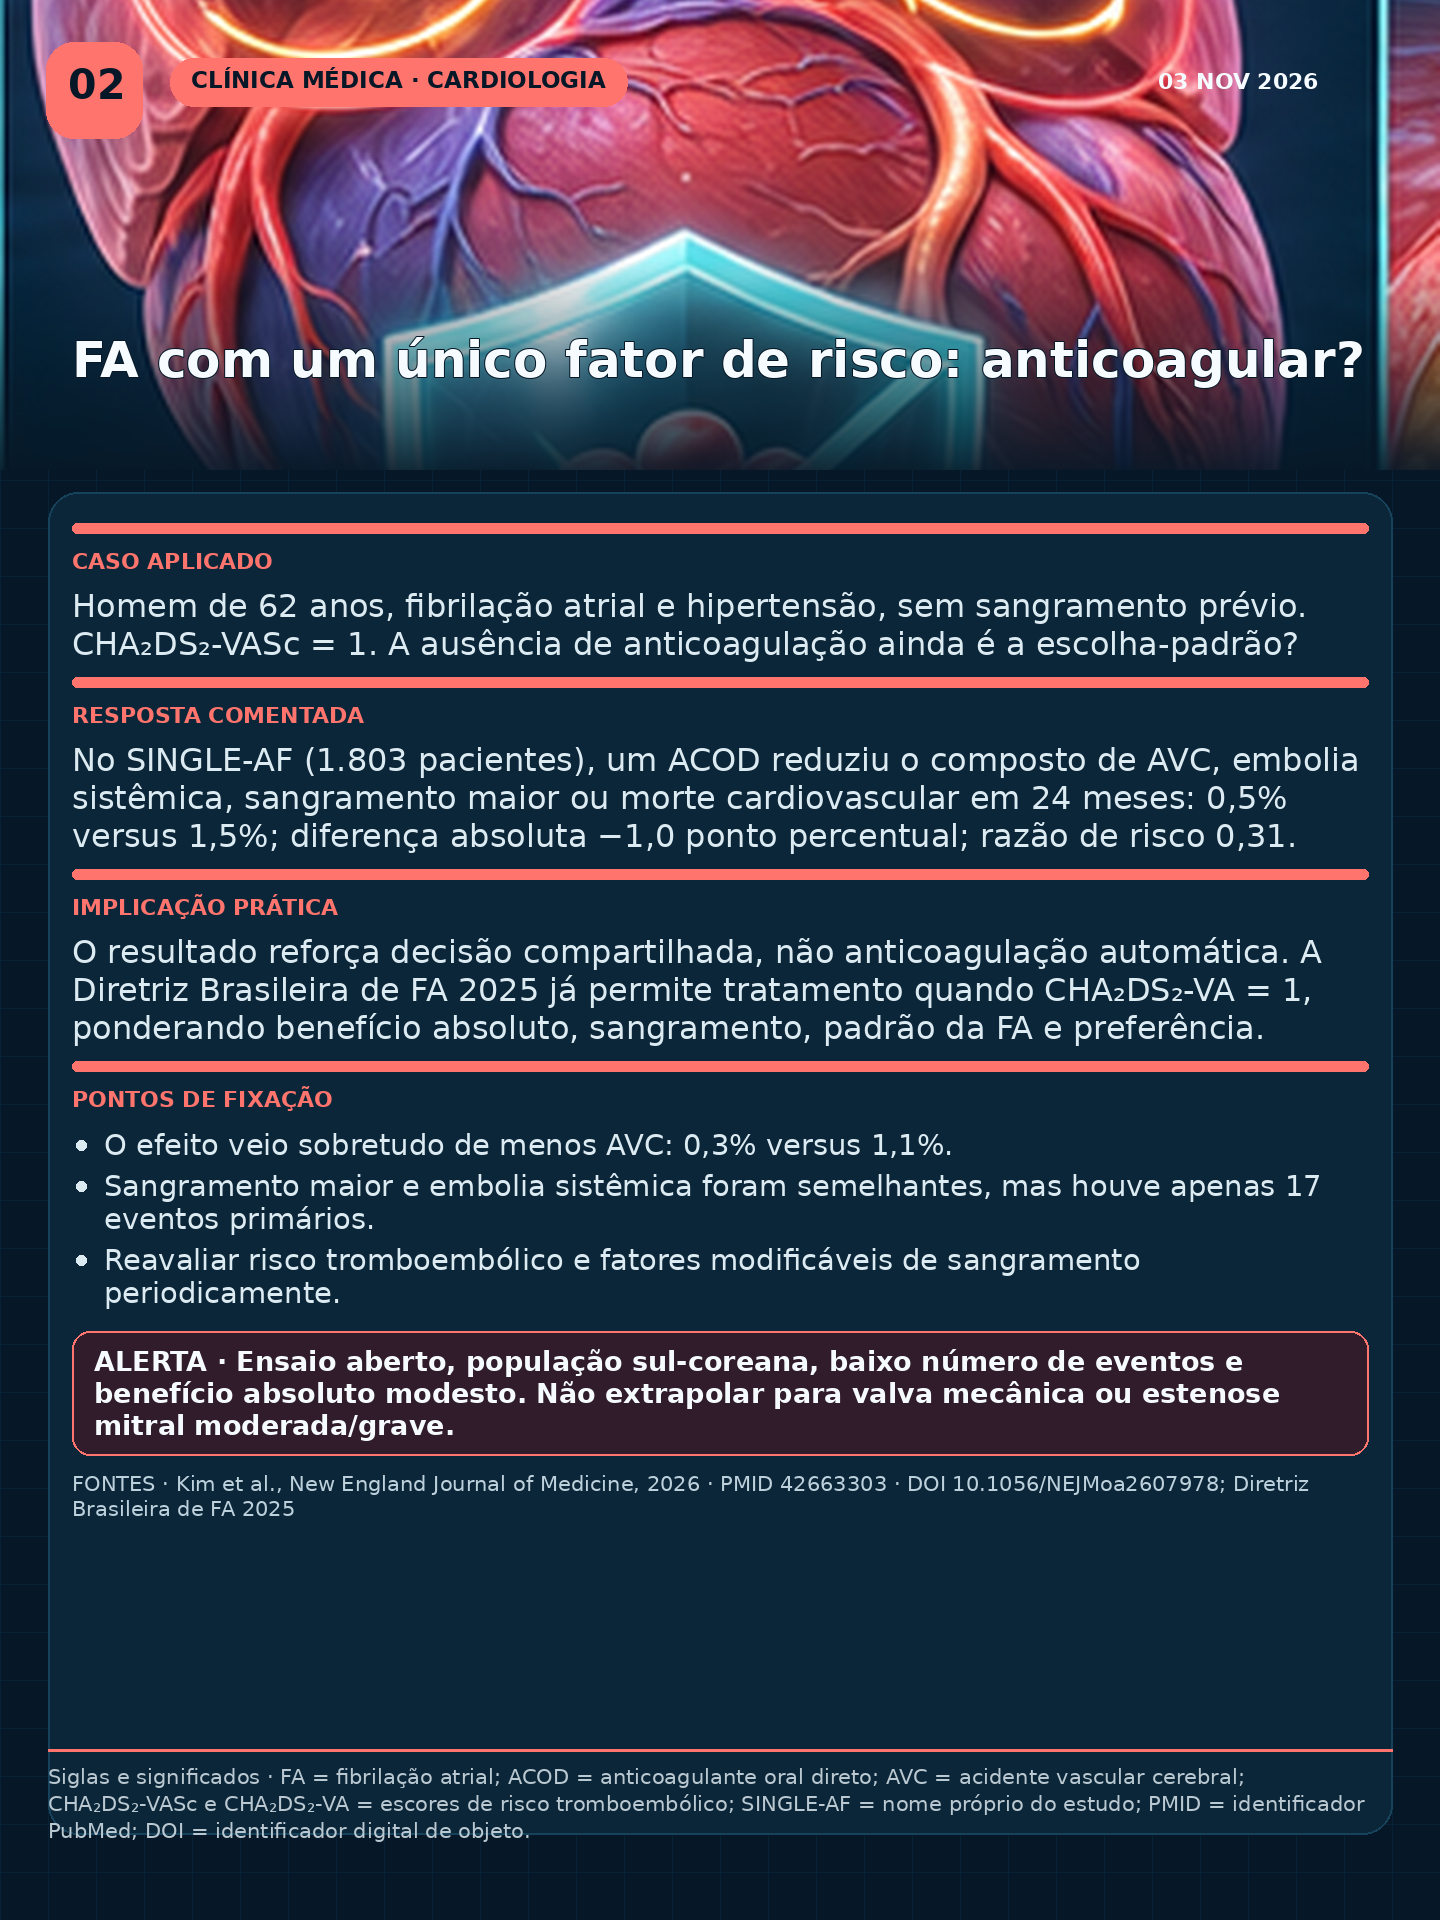 02
CLÍNICA MÉDICA · CARDIOLOGIA
03 NOV 2026
FA com um único fator de risco: anticoagular?
CASO APLICADO
Homem de 62 anos, fibrilação atrial e hipertensão, sem sangramento prévio.
CHA₂DS₂-VASc = 1. A ausência de anticoagulação ainda é a escolha-padrão?
RESPOSTA COMENTADA
No SINGLE-AF (1.803 pacientes), um ACOD reduziu o composto de AVC, embolia
sistêmica, sangramento maior ou morte cardiovascular em 24 meses: 0,5%
versus 1,5%; diferença absoluta −1,0 ponto percentual; razão de risco 0,31.
IMPLICAÇÃO PRÁTICA
O resultado reforça decisão compartilhada, não anticoagulação automática. A
Diretriz Brasileira de FA 2025 já permite tratamento quando CHA₂DS₂-VA = 1,
ponderando benefício absoluto, sangramento, padrão da FA e preferência.
PONTOS DE FIXAÇÃO
• O efeito veio sobretudo de menos AVC: 0,3% versus 1,1%.
• Sangramento maior e embolia sistêmica foram semelhantes, mas houve apenas 17
eventos primários.
• Reavaliar risco tromboembólico e fatores modificáveis de sangramento
periodicamente.
ALERTA · Ensaio aberto, população sul-coreana, baixo número de eventos e
benefício absoluto modesto. Não extrapolar para valva mecânica ou estenose
mitral moderada/grave.
FONTES · Kim et al., New England Journal of Medicine, 2026 · PMID 42663303 · DOI 10.1056/NEJMoa2607978; Diretriz
Brasileira de FA 2025
Siglas e significados · FA = fibrilação atrial; ACOD = anticoagulante oral direto; AVC = acidente vascular cerebral;
CHA₂DS₂-VASc e CHA₂DS₂-VA = escores de risco tromboembólico; SINGLE-AF = nome próprio do estudo; PMID = identificador
PubMed; DOI = identificador digital de objeto.